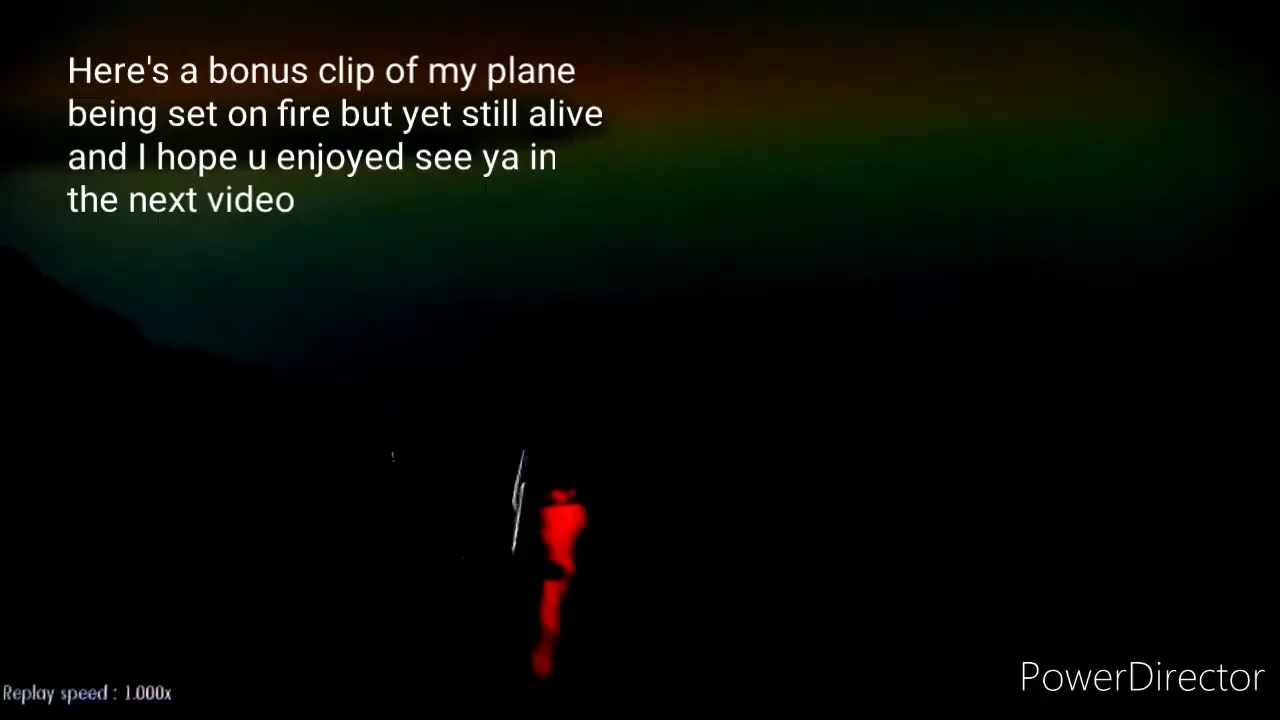 Here's a bonus clip of my plane
being set on fire but yet still alive
and I hope u enjoyed see ya in
the next video
PowerDirector
Replay speed : 1.000x